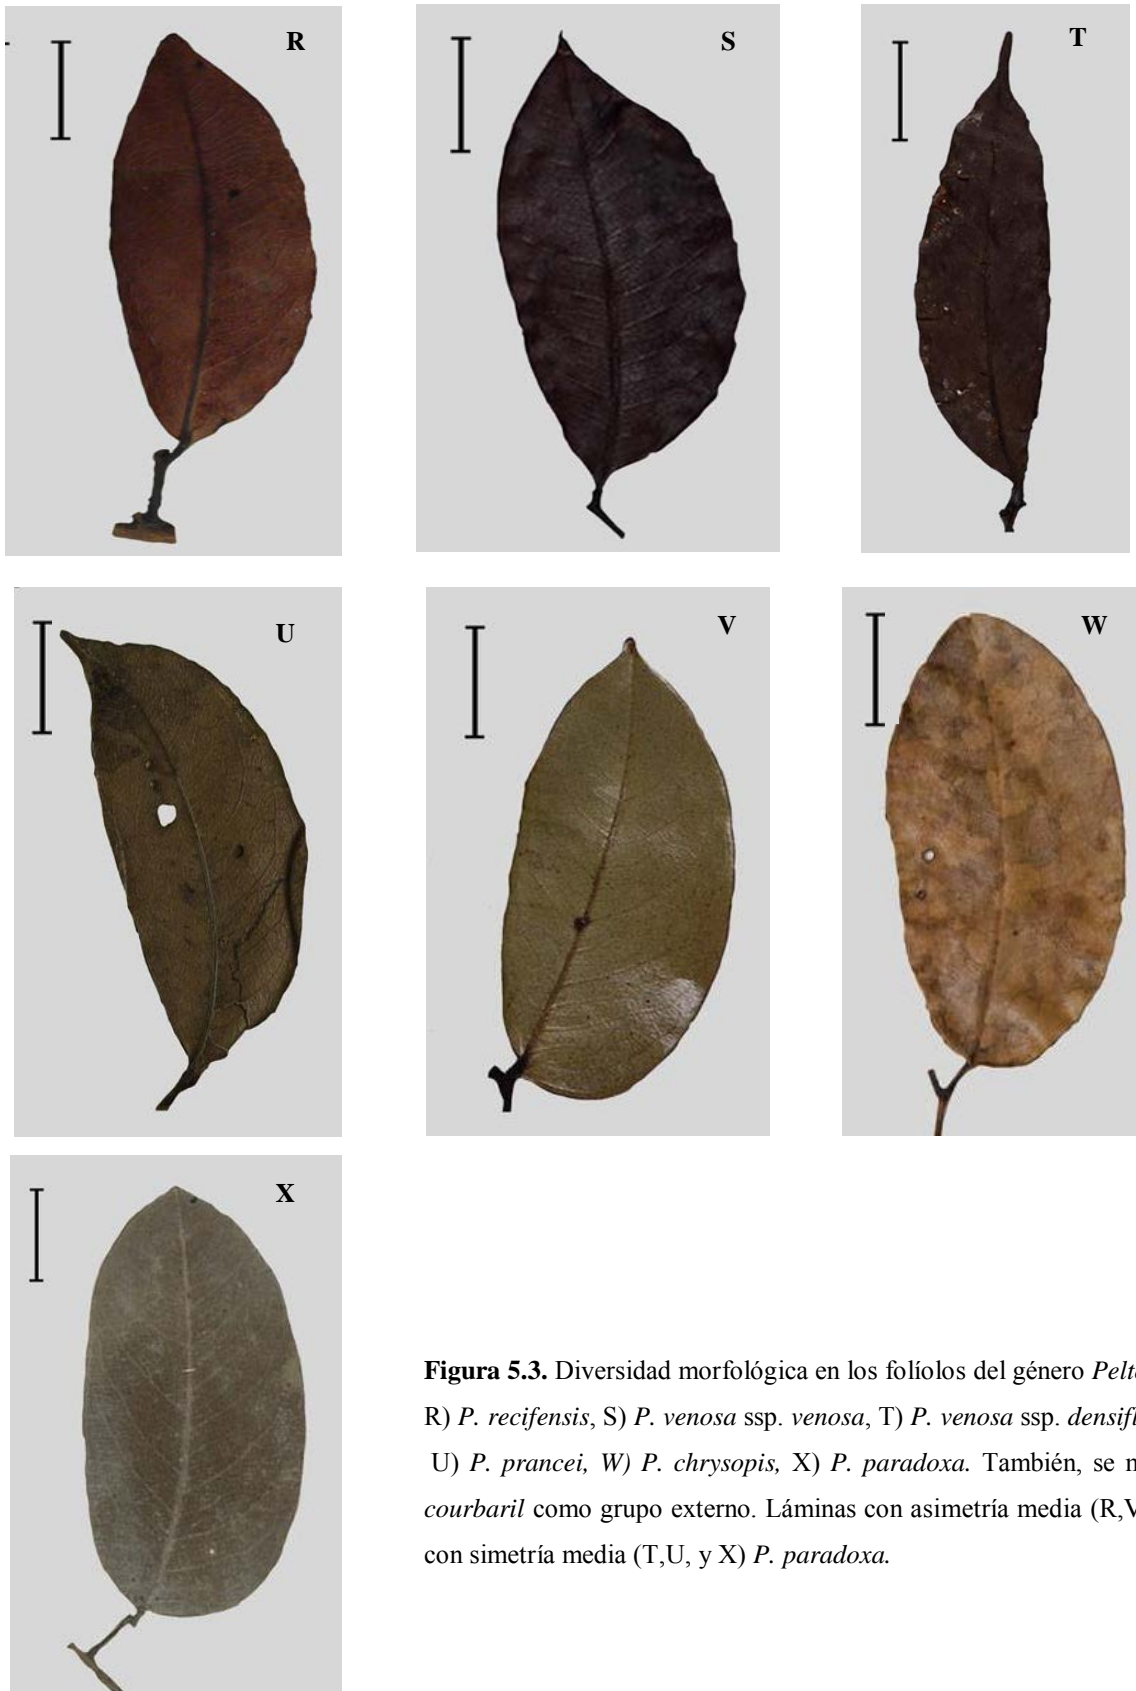 R
S
T
U
V
W
X
Figura 5.3. Diversidad morfológica en los folíolos del género
R) P. recifensis, S) P. venosa ssp. venosa, T) P. venosa ssp.
U) P. prancei, W) P. chrysopis, X) P. paradoxa. También, se
courbaril como grupo externo. Láminas con asimetría media (R,V
con simetría media (T,U, y X) P. paradoxa.